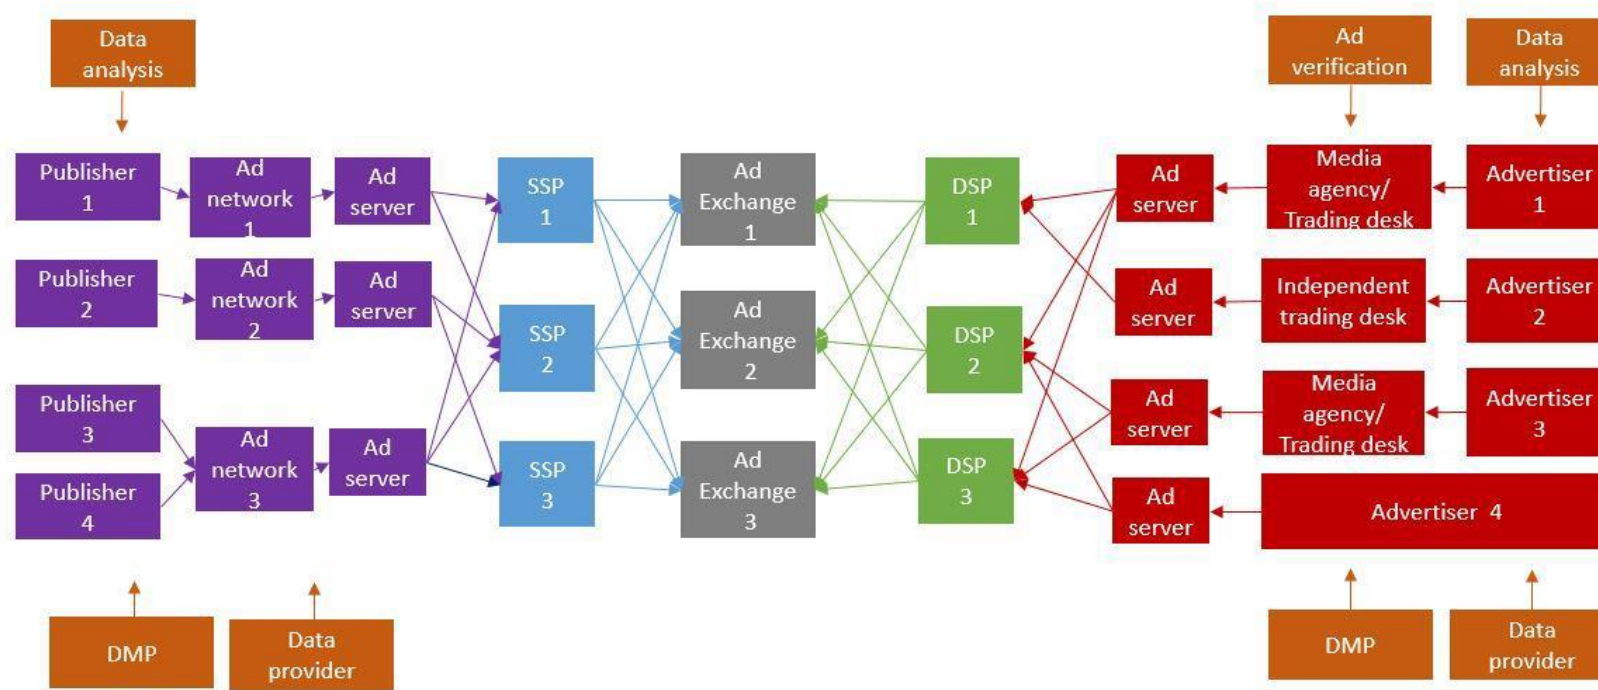 Data
analysis
Ad
verification
Data
analysis
Publisher
1
Ad
network
1
Ad
server
SSP
1
Ad
Exchange
1
DSP
1
Ad
server
Media
agency/
Trading desk
Advertiser
1
Publisher
2
Ad
network
2
Ad
server
SSP
2
Ad
Exchange
2
DSP
2
Ad
server
Independent
trading desk
Advertiser
2
Publisher
3
Publisher
4
Ad
network
3
Ad
server
SSP
3
Ad
Exchange
3
DSP
3
Ad
server
Media
agency/
Trading desk
Advertiser
3
Ad
server
Advertiser 4
DMP
Data
provider
DMP
Data
provider